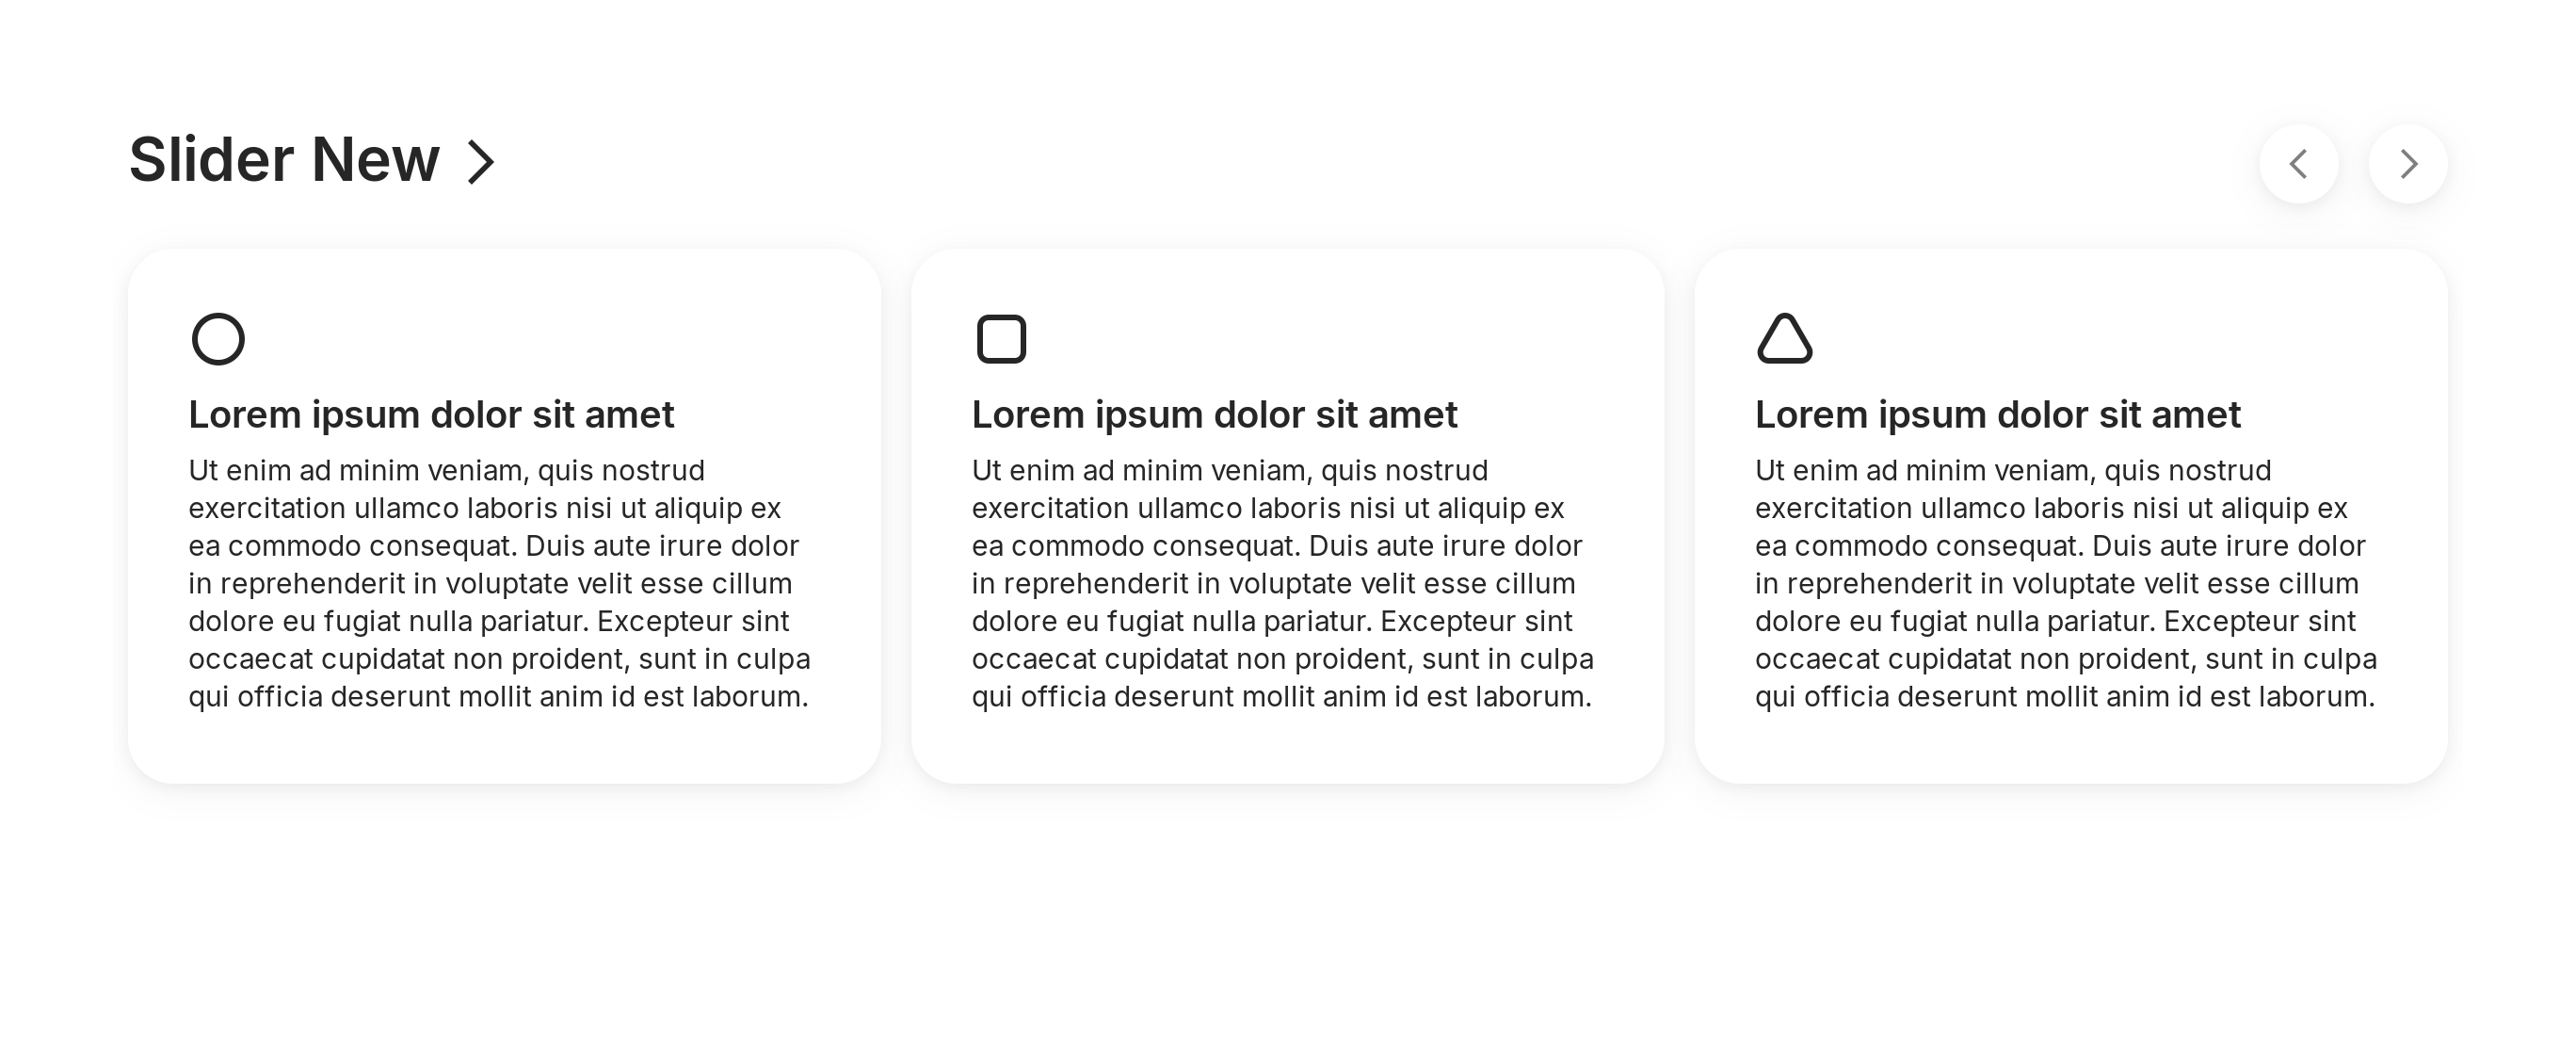 Slider New
Lorem ipsum dolor sit amet
Ut enim ad minim veniam, quis nostrud
exercitation ullamco laboris nisi ut aliquip ex
ea commodo consequat. Duis aute irure dolor
in reprehenderit in voluptate velit esse cillum
dolore eu fugiat nulla pariatur. Excepteur sint
occaecat cupidatat non proident, sunt in culpa
qui officia deserunt mollit anim id est laborum.
Lorem ipsum dolor sit amet
Ut enim ad minim veniam, quis nostrud
exercitation ullamco laboris nisi ut aliquip ex
ea commodo consequat. Duis aute irure dolor
in reprehenderit in voluptate velit esse cillum
dolore eu fugiat nulla pariatur. Excepteur sint
occaecat cupidatat non proident, sunt in culpa
qui officia deserunt mollit anim id est laborum.
Lorem ipsum dolor sit amet
Ut enim ad minim veniam, quis nostrud
exercitation ullamco laboris nisi ut aliquip ex
ea commodo consequat. Duis aute irure dolor
in reprehenderit in voluptate velit esse cillum
dolore eu fugiat nulla pariatur. Excepteur sint
occaecat cupidatat non proident, sunt in culpa
qui officia deserunt mollit anim id est laborum.